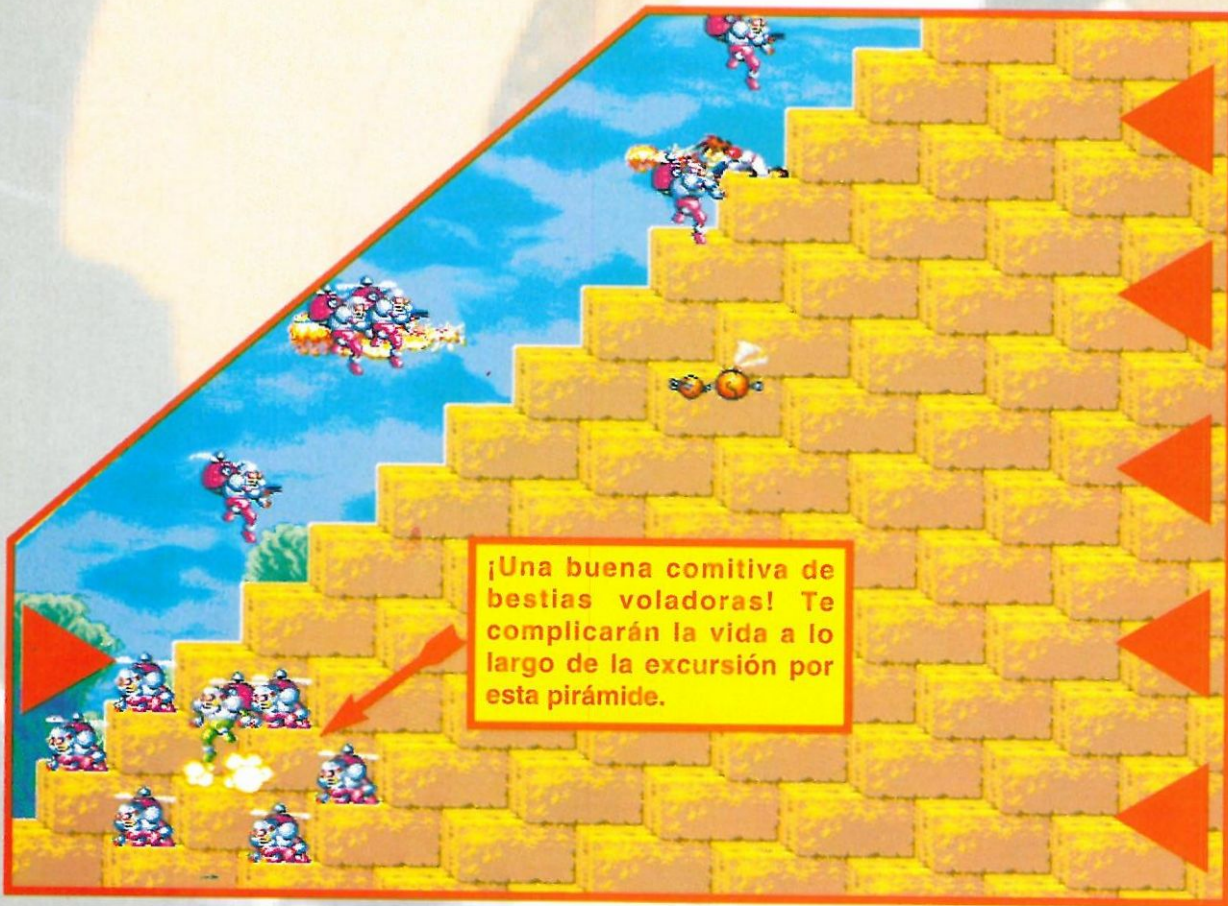 ¡Una buena comitiva de
bestias voladoras! Te
complicarán la vida a lo
largo de la excursión por
esta pirámide.